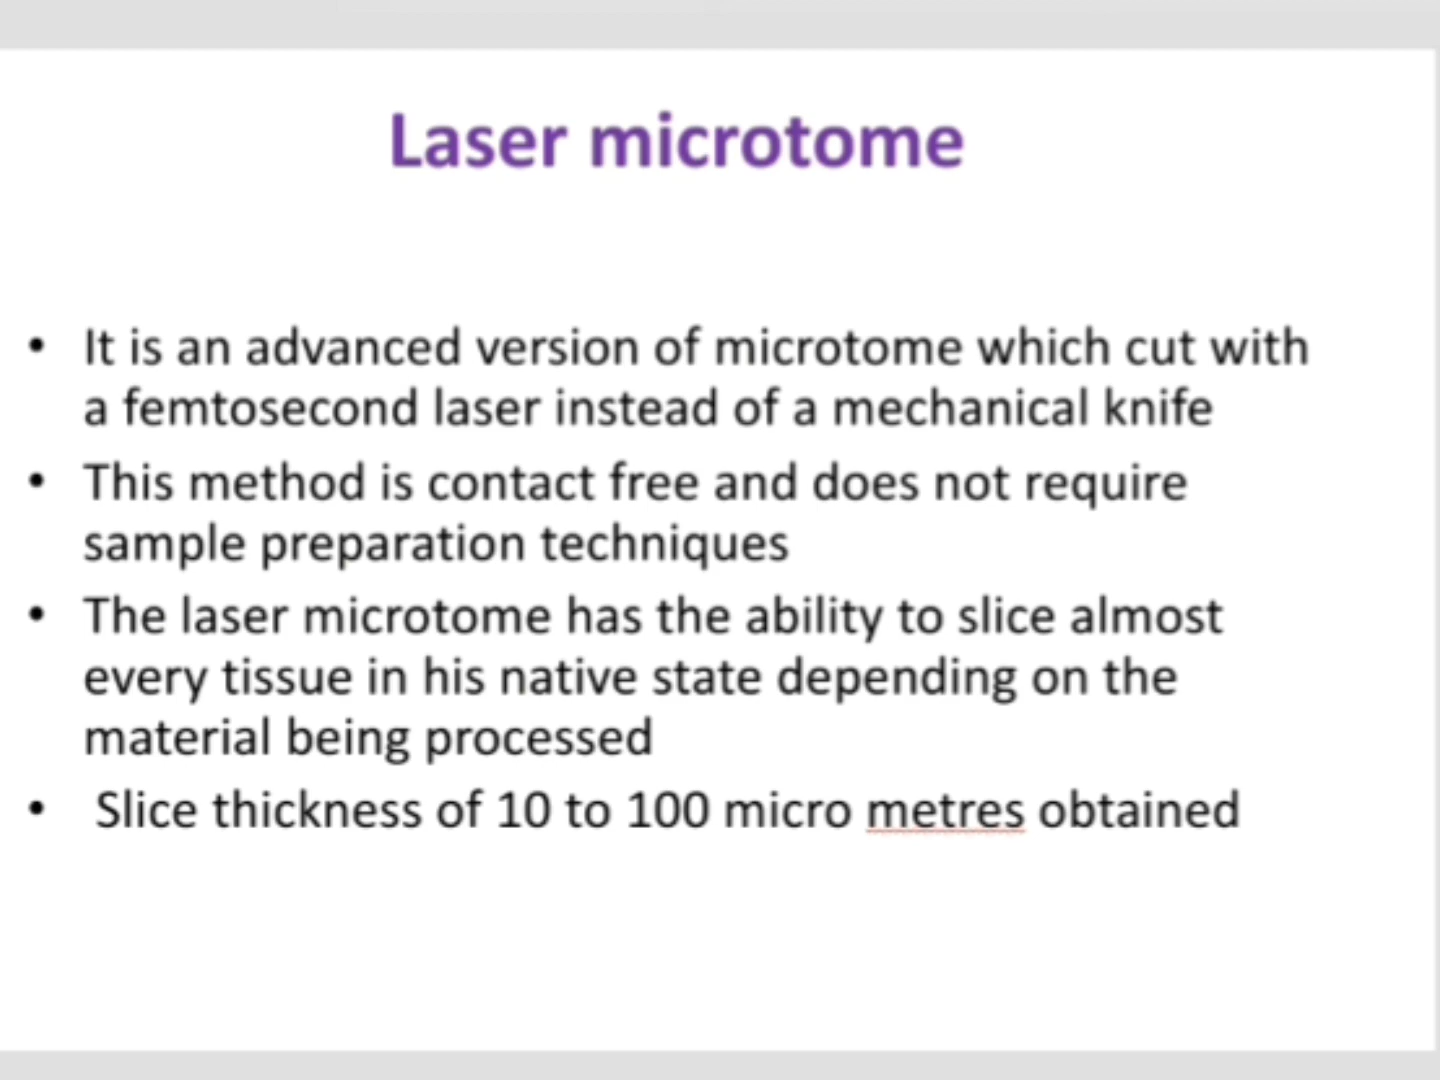 Laser microtome
• It is an advanced version of microtome which cut with
a femtosecond laser instead of a mechanical knife
• This method is contact free and does not require
sample preparation techniques
• The laser microtome has the ability to slice almost
every tissue in his native state depending on the
material being processed
• Slice thickness of 10 to 100 micro metres obtained